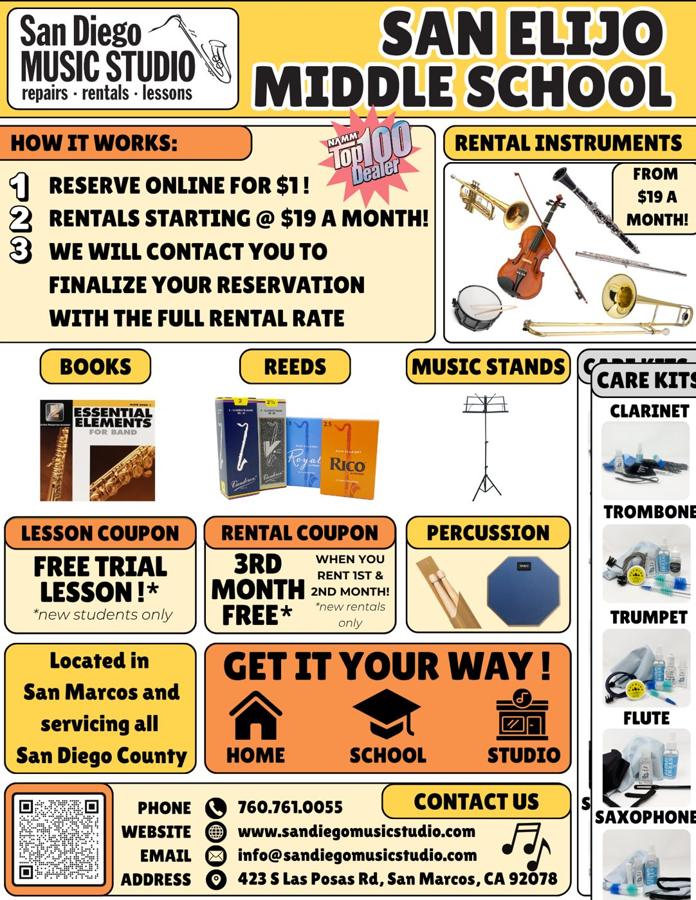 San Diego
MUSIC STUDIO
repairs · rentals · lessons
SAN ELIJO
MIDDLE SCHOOL
HOW IT WORKS:
NAMM
Top100
Dealer
1 RESERVE ONLINE FOR $1 !
2 RENTALS STARTING @ $19 A MONTH!
3 WE WILL CONTACT YOU TO
FINALIZE YOUR RESERVATION
WITH THE FULL RENTAL RATE
RENTAL INSTRUMENTS
FROM
$19 A
MONTH!
BOOKS
ESSENTIAL
ELEMENTS
FOR BAND
REEDS
Vandoren
Royal
RICO
MUSIC STANDS
CARE KITS
CARE KITS
CLARINET
TROMBONE
TRUMPET
FLUTE
SAXOPHONE
LESSON COUPON
FREE TRIAL
LESSON !*
*new students only
RENTAL COUPON
3RD
MONTH
FREE*
WHEN YOU
RENT 1ST &
2ND MONTH!
*new rentals
only
PERCUSSION
Located in
San Marcos and
servicing all
San Diego County
GET IT YOUR WAY !
HOME
SCHOOL
STUDIO
CONTACT US
PHONE 760.761.0055
WEBSITE www.sandiegomusicstudio.com
EMAIL info@sandiegomusicstudio.com
ADDRESS 423 S Las Posas Rd, San Marcos, CA 92078